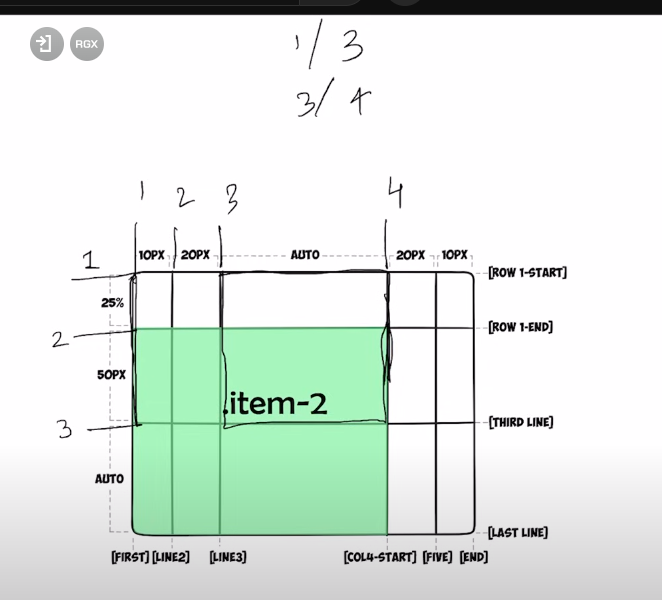 RGX
1/ 3
3/ 4
1 2 3 4
10PX 20PX AUTO 20PX 10PX
1
[ROW 1-START]
25%
[ROW 1-END]
2
50PX
.item-2
[THIRD LINE]
3
AUTO
[LAST LINE]
[FIRST] [LINE2] [LINE3] [COL4-START] [FIVE] [END]